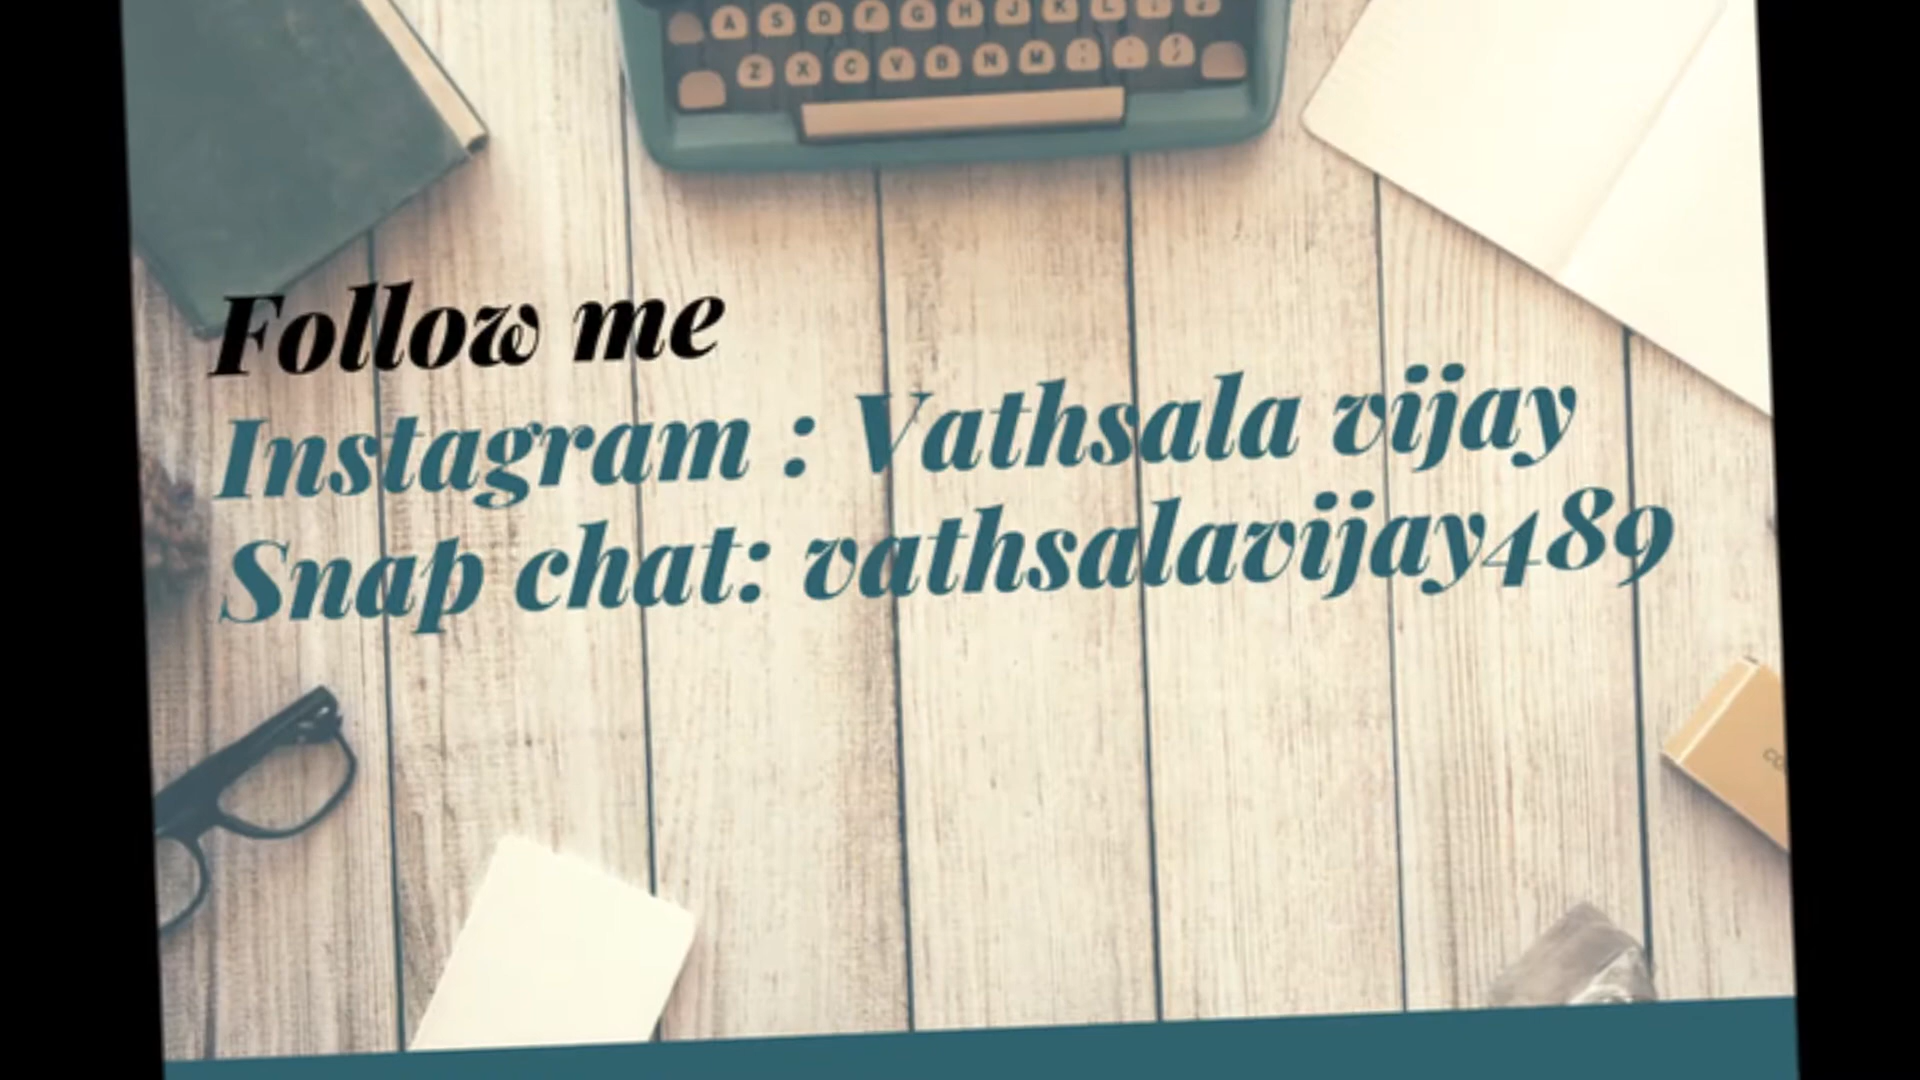 A S D F G H J K L
Z X C V B N M
Follow me
Instagram : Vathsala vijay
Snap chat: vathsalavijay489